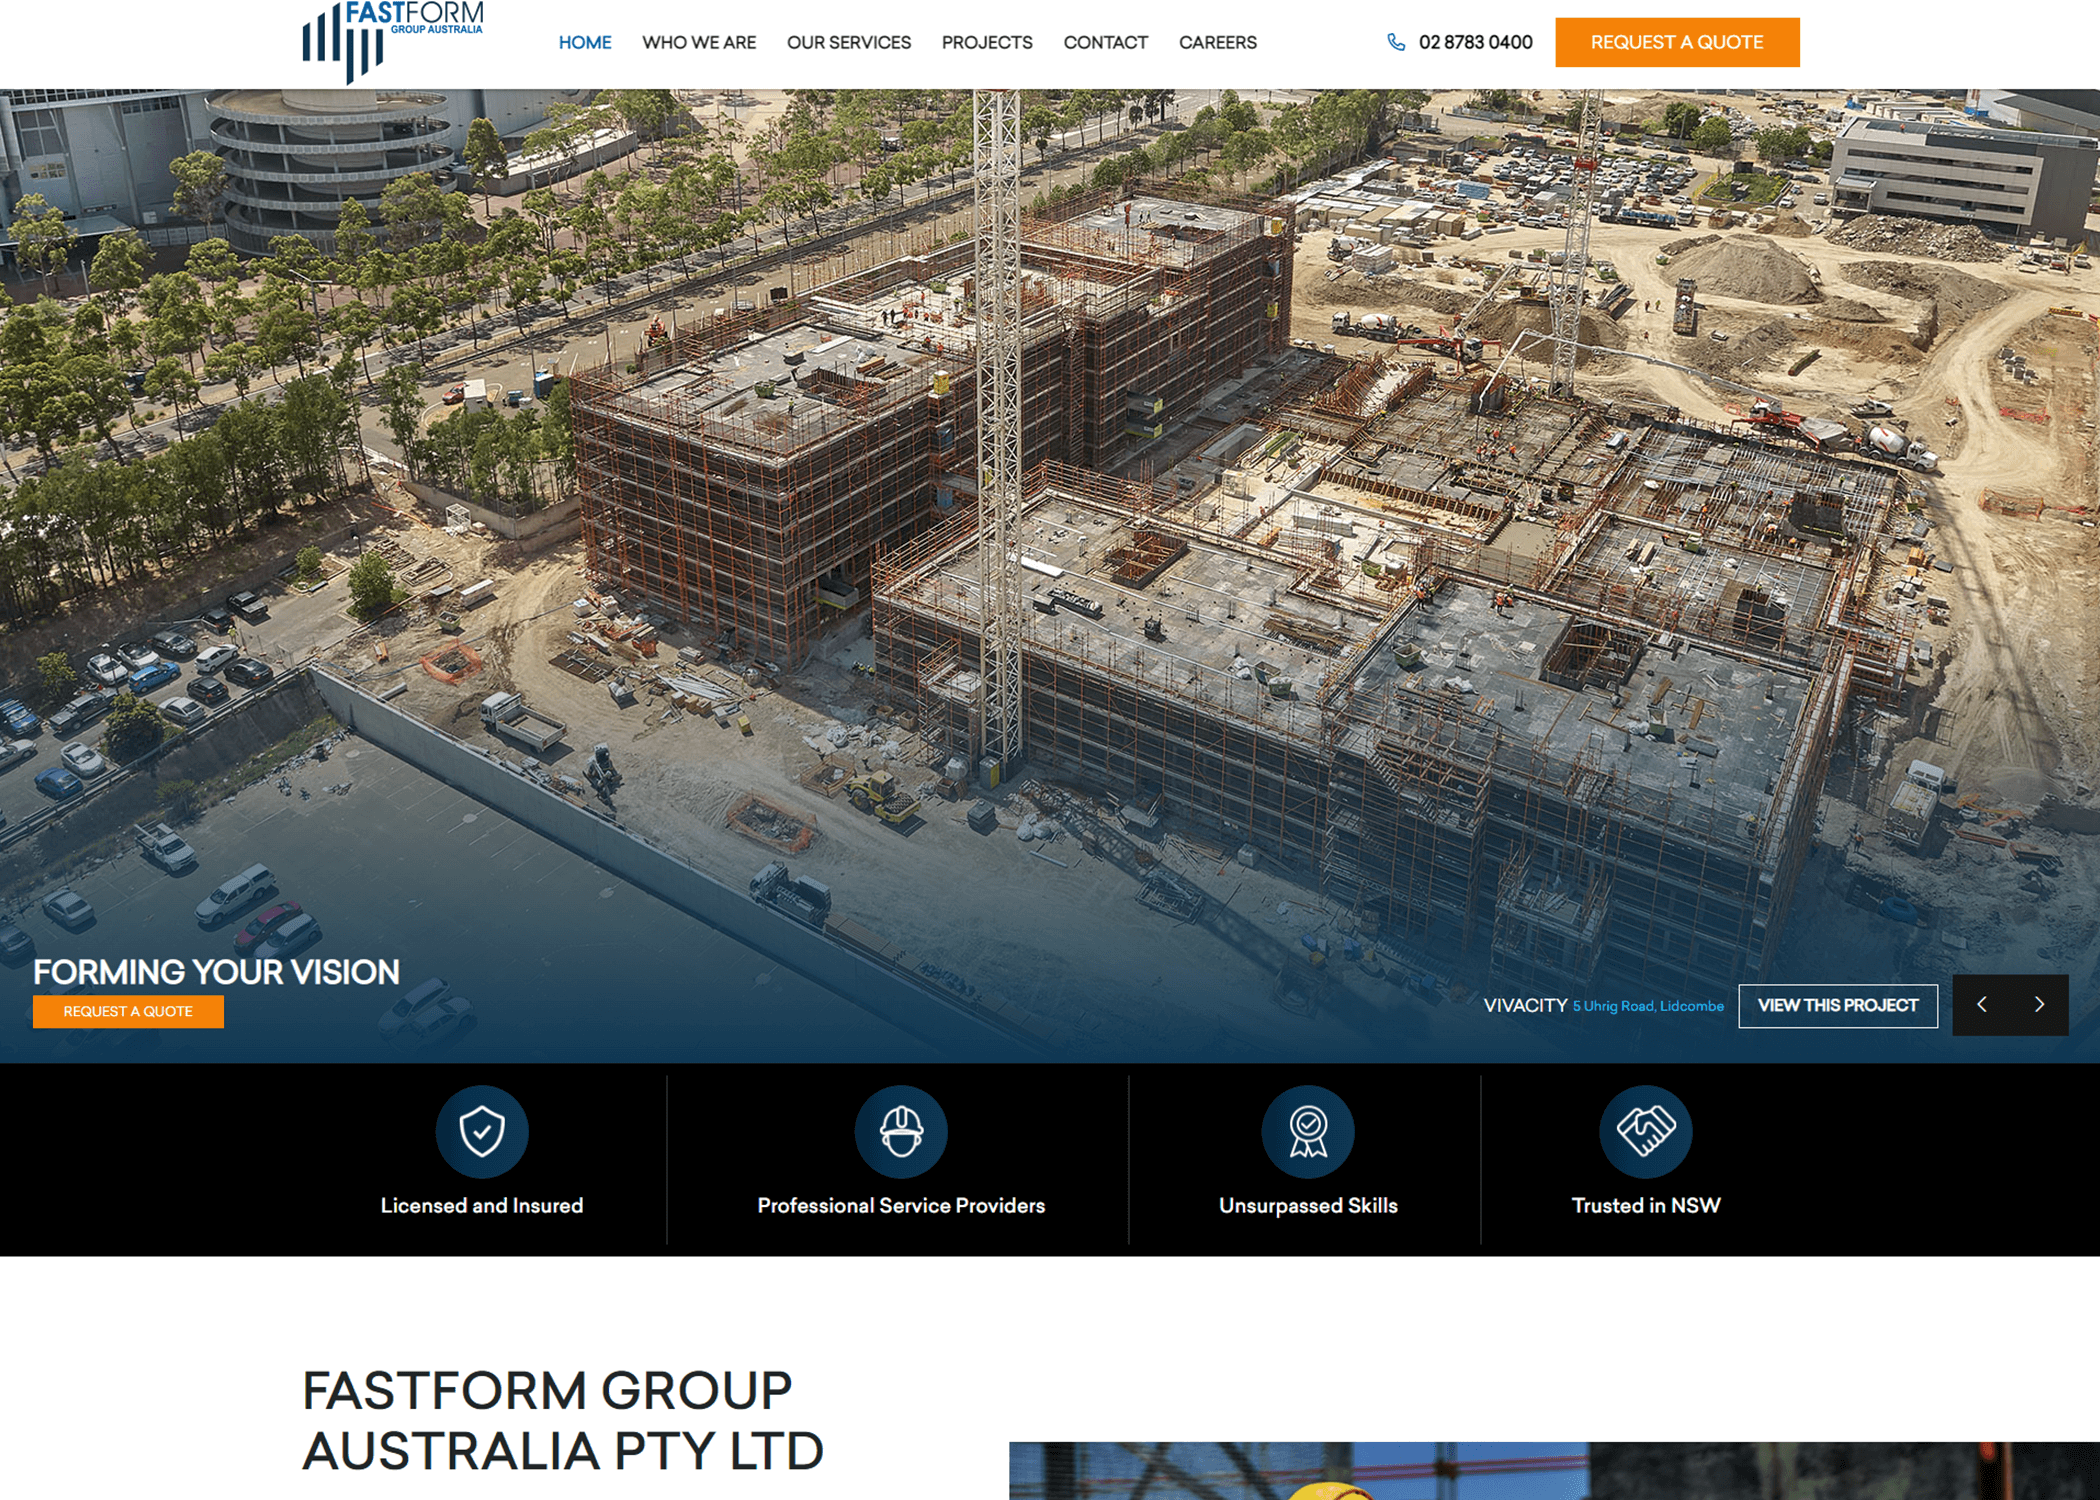 FASTFORM
GROUP AUSTRALIA
HOME WHO WE ARE OUR SERVICES PROJECTS CONTACT CAREERS
02 8783 0400
REQUEST A QUOTE
FORMING YOUR VISION
REQUEST A QUOTE
VIVACITY 5 Uhrig Road, Lidcombe
VIEW THIS PROJECT
Licensed and Insured
Professional Service Providers
Unsurpassed Skills
Trusted in NSW
FASTFORM GROUP
AUSTRALIA PTY LTD